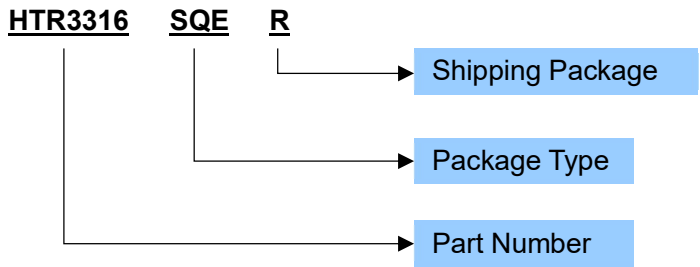 HTR3316 SQE R
Shipping Package
Package Type
Part Number